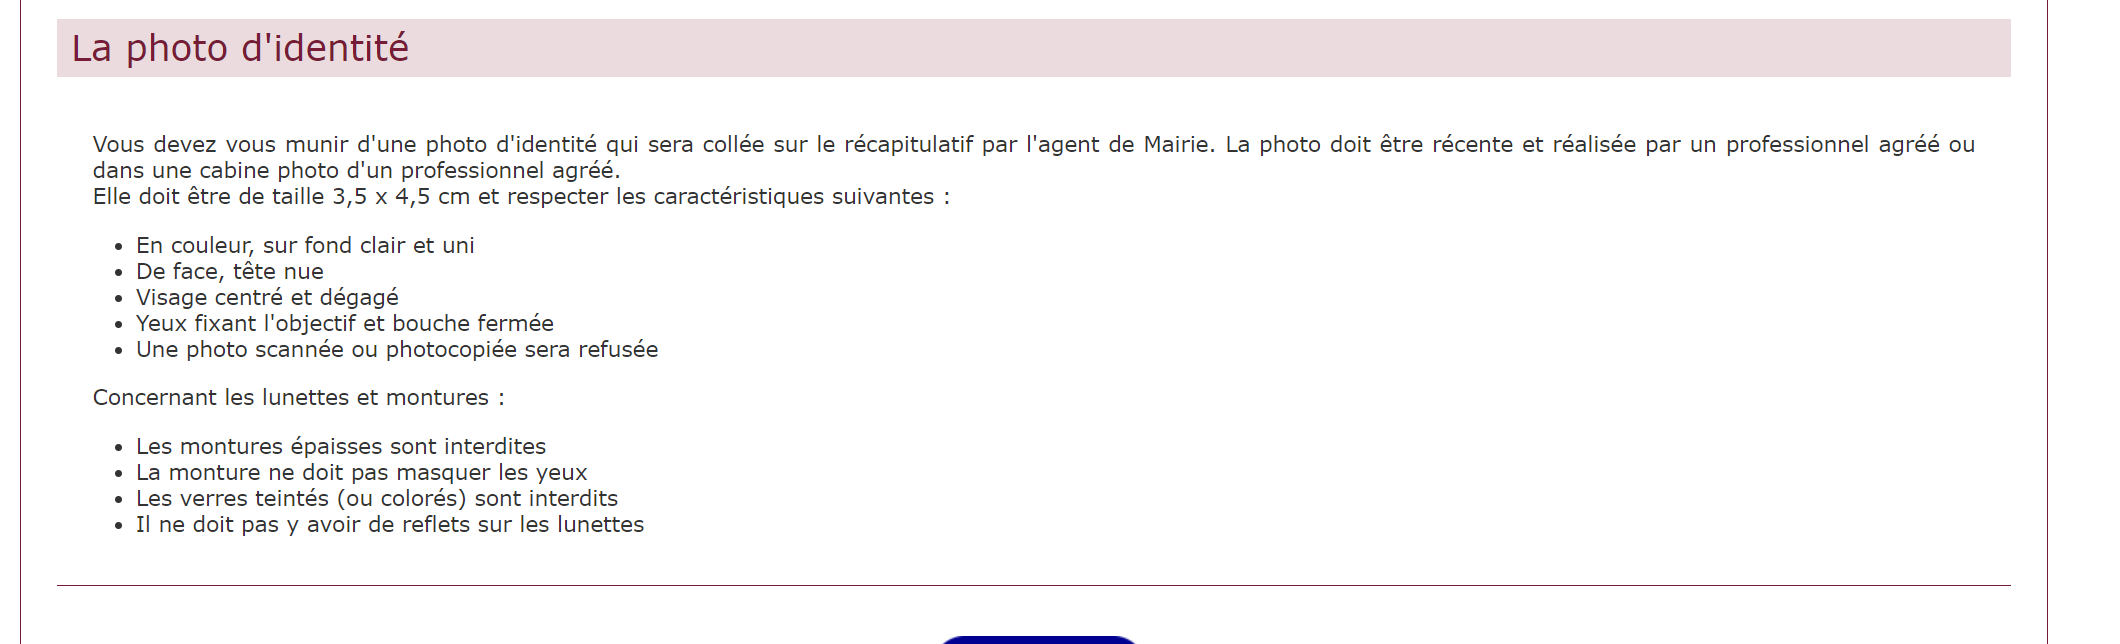 La photo d'identité
Vous devez vous munir d'une photo d'identité qui sera collée sur le récapitulatif par l'agent de Mairie. La photo doit être récente et réalisée par un professionnel agréé ou
dans une cabine photo d'un professionnel agréé.
Elle doit être de taille 3,5 x 4,5 cm et respecter les caractéristiques suivantes :
• En couleur, sur fond clair et uni
• De face, tête nue
• Visage centré et dégagé
• Yeux fixant l'objectif et bouche fermée
• Une photo scannée ou photocopiée sera refusée
Concernant les lunettes et montures :
• Les montures épaisses sont interdites
• La monture ne doit pas masquer les yeux
• Les verres teintés (ou colorés) sont interdits
• Il ne doit pas y avoir de reflets sur les lunettes